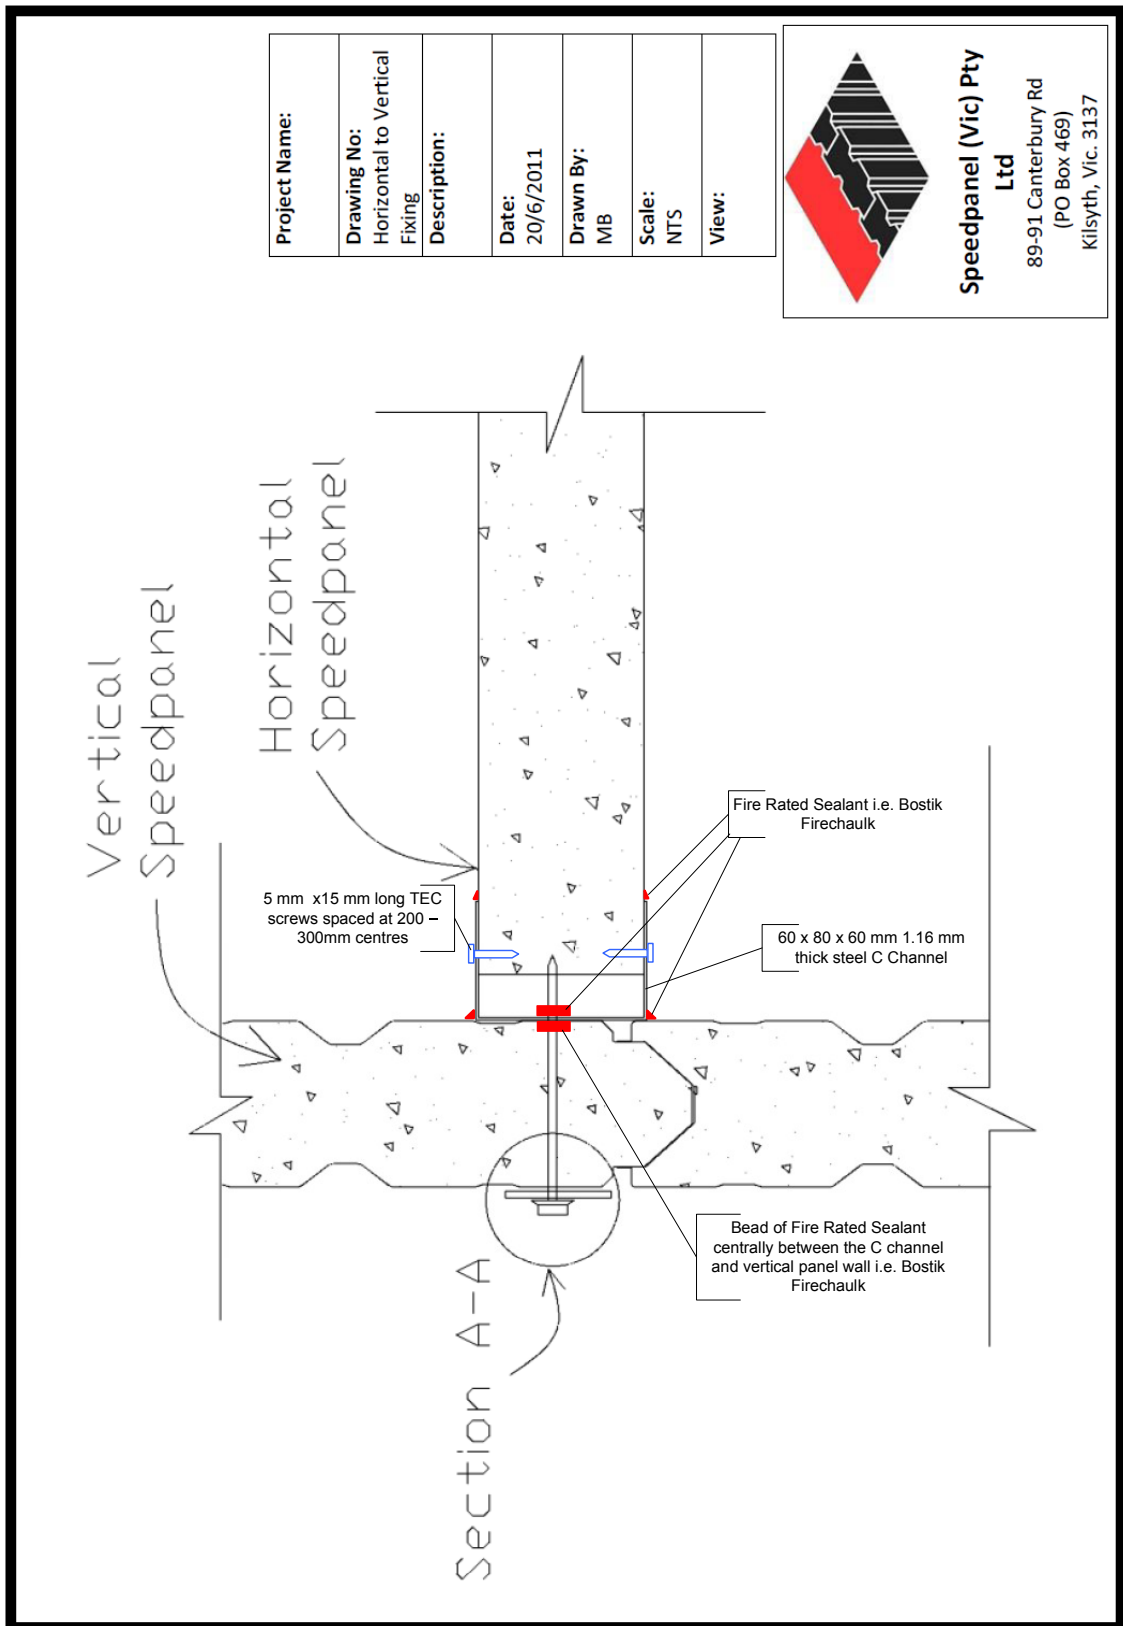 Project Name:
Drawing No:
Horizontal to Vertical
Fixing
Description:
Date:
20/6/2011
Drawn By:
MB
Scale:
NTS
View:
Speedpanel (Vic) Pty
Ltd
89-91 Canterbury Rd
(PO Box 469)
Kilsyth, Vic. 3137
Vertical
Speedpanel
Horizontal
Speedpanel
Fire Rated Sealant i.e. Bostik
Firechaulk
5 mm x15 mm long TEC
screws spaced at 200 –
300mm centres
60 x 80 x 60 mm 1.16 mm
thick steel C Channel
Bead of Fire Rated Sealant
centrally between the C channel
and vertical panel wall i.e. Bostik
Firechaulk
Section A-A